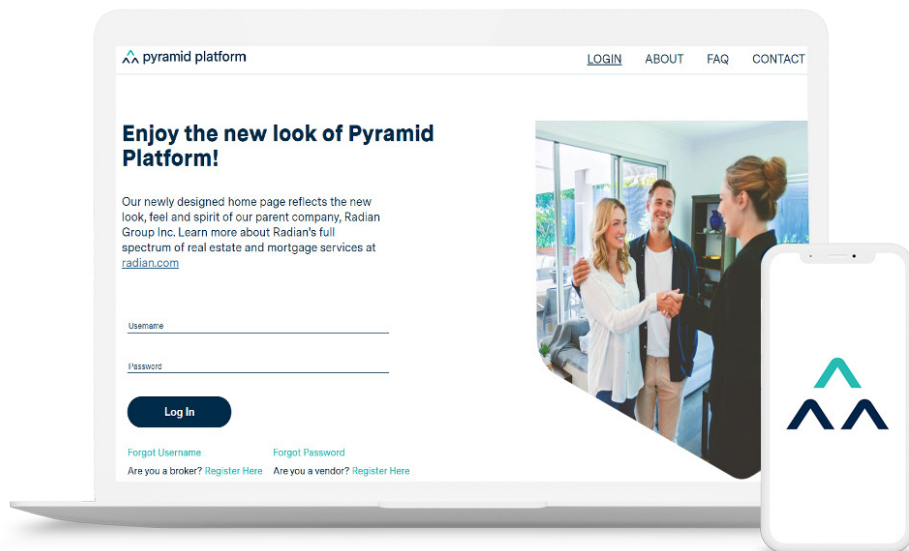 pyramid platform
LOGIN ABOUT FAQ CONTACT
Enjoy the new look of Pyramid
Platform!
Our newly designed home page reflects the new
look, feel and spirit of our parent company, Radian
Group Inc. Learn more about Radian's full
spectrum of real estate and mortgage services at
radian.com
Username
Password
Log In
Forgot Username Forgot Password
Are you a broker? Register Here Are you a vendor? Register Here